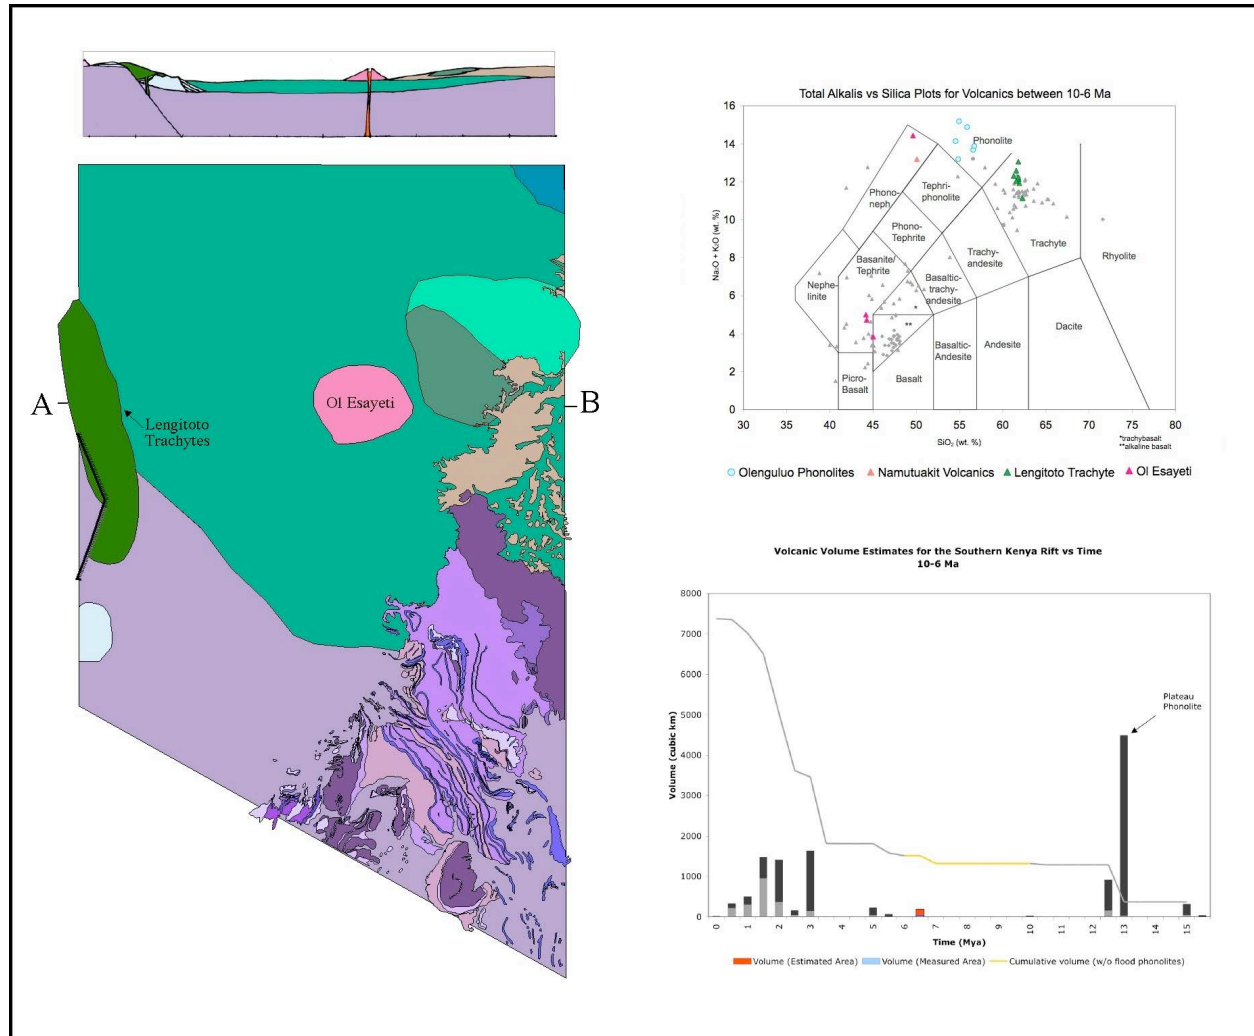 A
B
Lengitoto
Trachytes
Ol Esayeti
Total Alkalis vs Silica Plots for Volcanics between 10-6 Ma
Na₂O + K₂O (wt. %)
16
14
12
10
8
6
4
2
0
Phonolite
Tephri-
phonolite
Phono-
neph
Phono-
Tephrite
Trachy-
andesite
Trachyte
Rhyolite
Basanite/
Tephrite
Basaltic-
trachy-
andesite
Nephe-
linite
*
**
Dacite
Picro-
Basalt
Basalt
Basaltic-
Andesite
Andesite
30 35 40 45 50 55 60 65 70 75 80
SiO₂ (wt. %)
*trachybasalt
**alkaline basalt
Olenguluo Phonolites Namutuakit Volcanics Lengitoto Trachyte Ol Esayeti
Volcanic Volume Estimates for the Southern Kenya Rift vs Time
10-6 Ma
Volume (cubic km)
8000
7000
6000
5000
4000
3000
2000
1000
0
Plateau
Phonolite
0 1 2 3 4 5 6 7 8 9 10 11 12 13 14 15
Time (Mya)
Volume (Estimated Area) Volume (Measured Area) Cumulative volume (w/o flood phonolites)